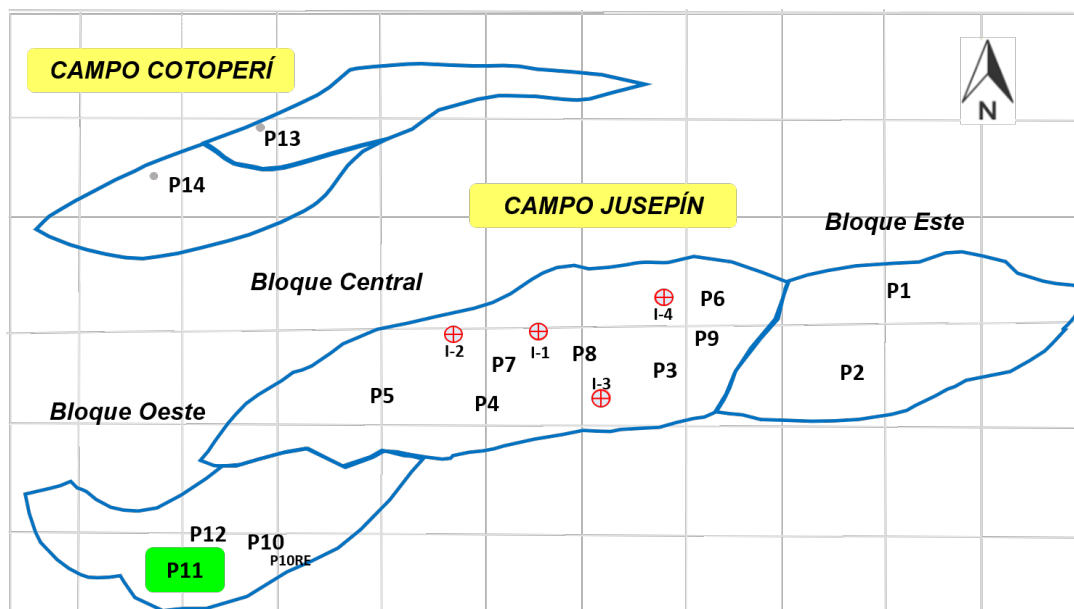 CAMPO COTOPERÍ
N
P13
P14
CAMPO JUSEPÍN
Bloque Este
Bloque Central
P1
P6
I-4
P9
I-2
I-1
P8
P7
P3
P2
I-3
P5
P4
Bloque Oeste
P12
P10
P10RE
P11